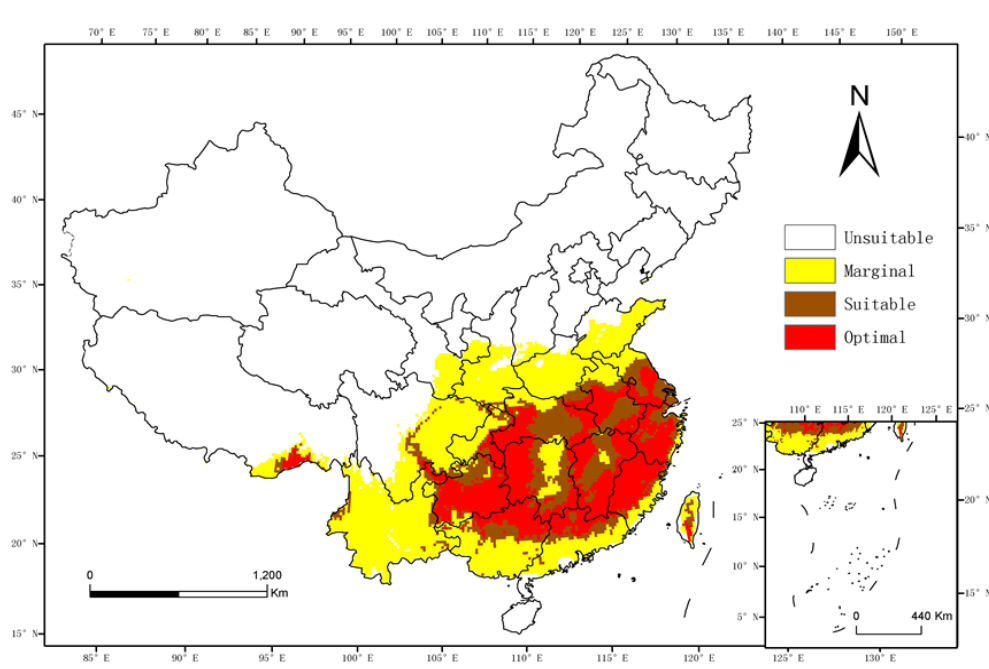 70° E 75° E 80° E 85° E 90° E 95° E 100° E 105° E 110° E 115° E 120° E 125° E 130° E 135° E 140° E 145° E 150° E
N
45° N
40° N
40° N
Unsuitable
35° N
Marginal
35° N
Suitable
30° N
Optimal
30° N
25° N
110° E 115° E 120° E 125° E
25° N
25° N
20° N
20° N
20° N
15° N
0 1,200
Km
10° N
15° N
5° N
0 440 Km
15° N
85° E 90° E 95° E 100° E 105° E 110° E 115° E 120° E 125° E 130° E